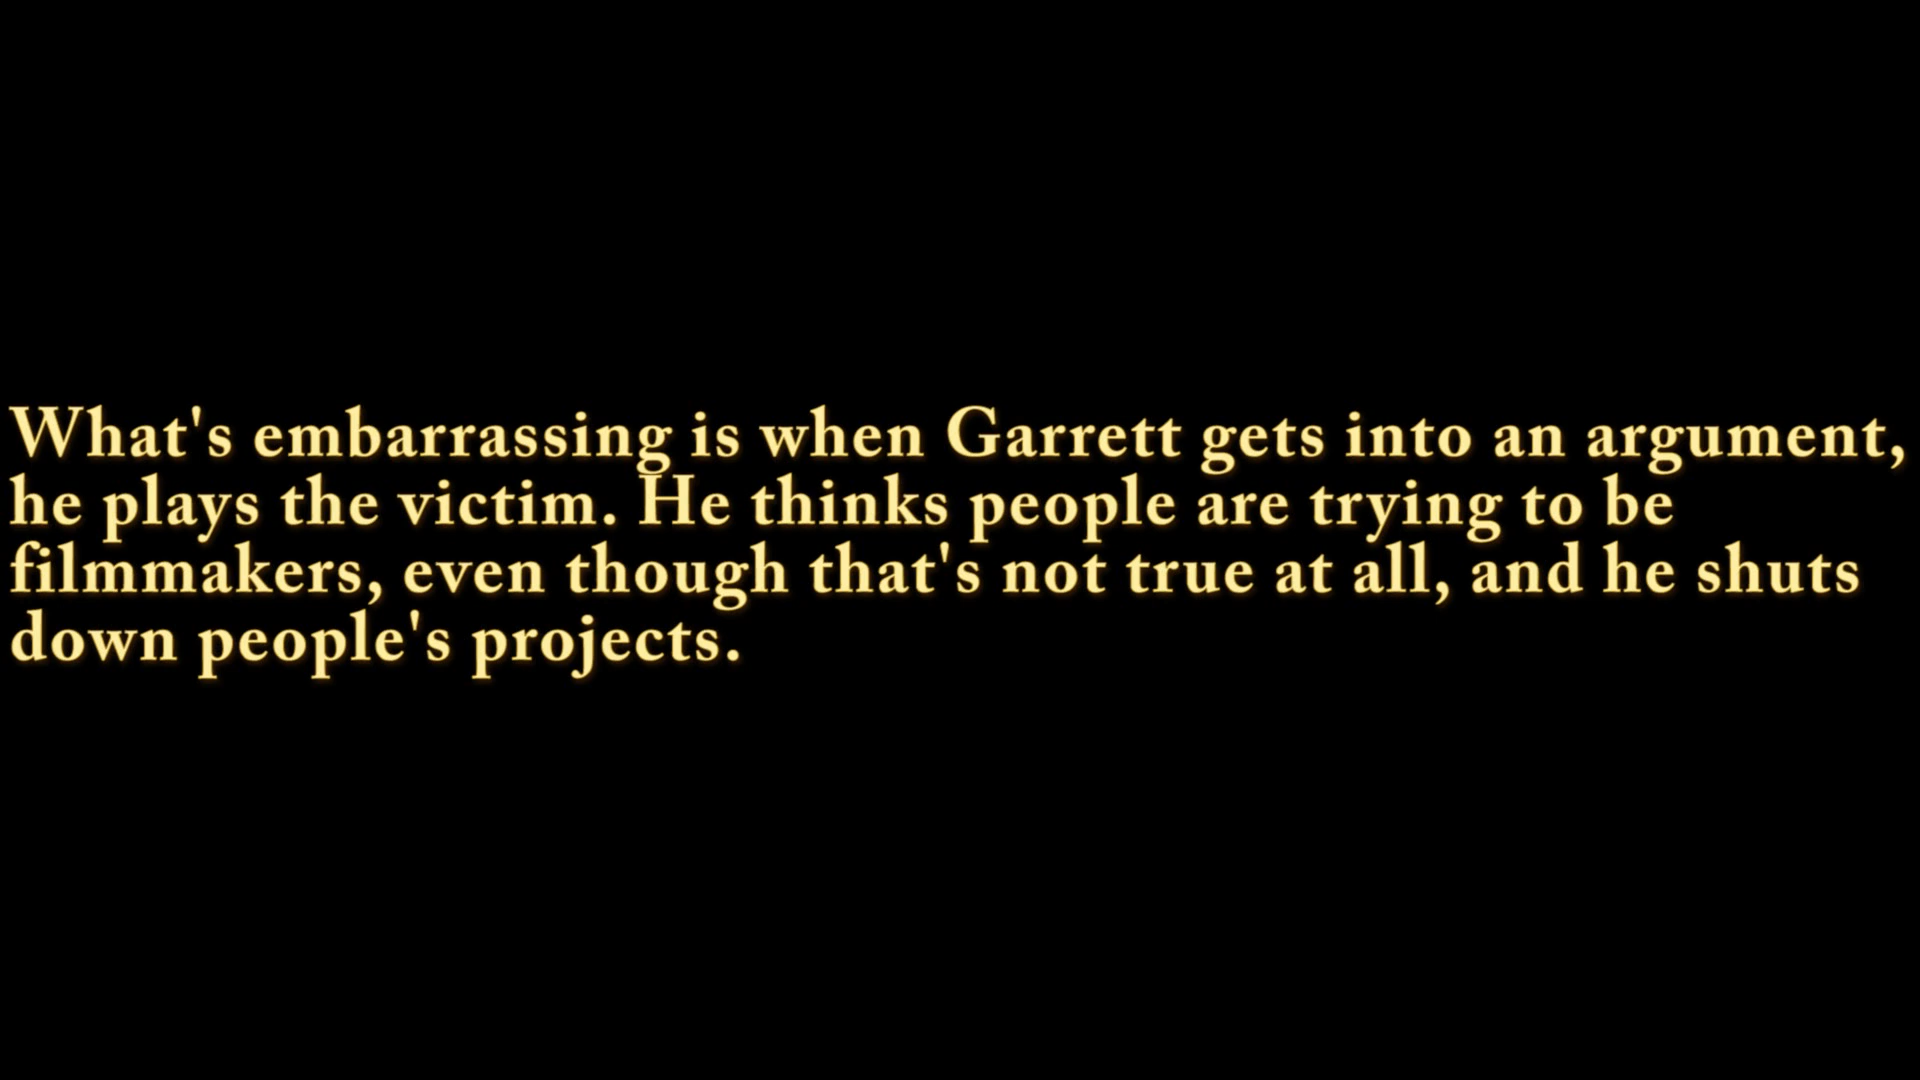 What's embarrassing is when Garrett gets into an argument,
he plays the victim. He thinks people are trying to be
filmmakers, even though that's not true at all, and he shuts
down people's projects.